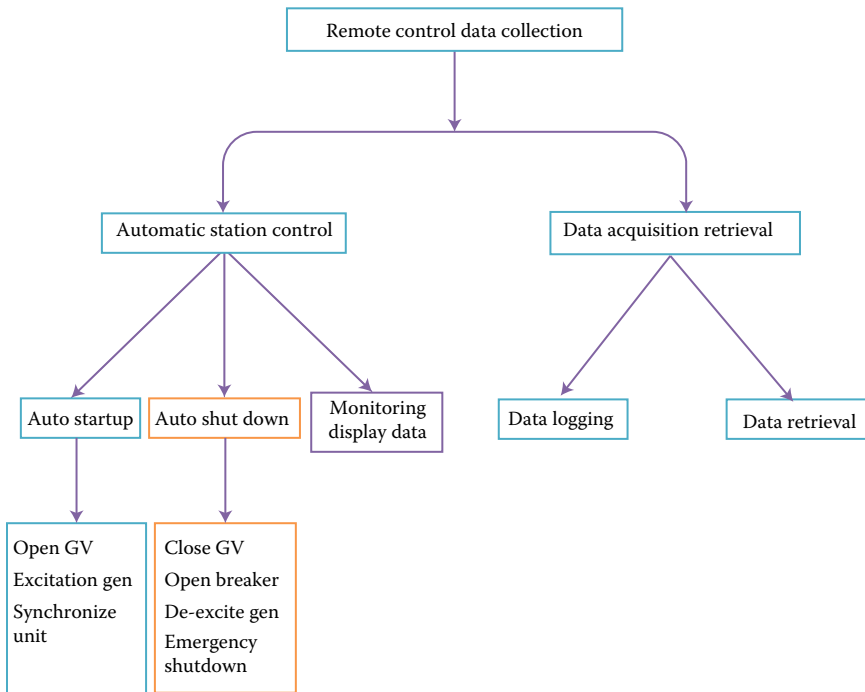 Remote control data collection
Automatic station control
Data acquisition retrieval
Auto startup
Auto shut down
Monitoring
display data
Data logging
Data retrieval
Open GV
Excitation gen
Synchronize
unit
Close GV
Open breaker
De-excite gen
Emergency
shutdown